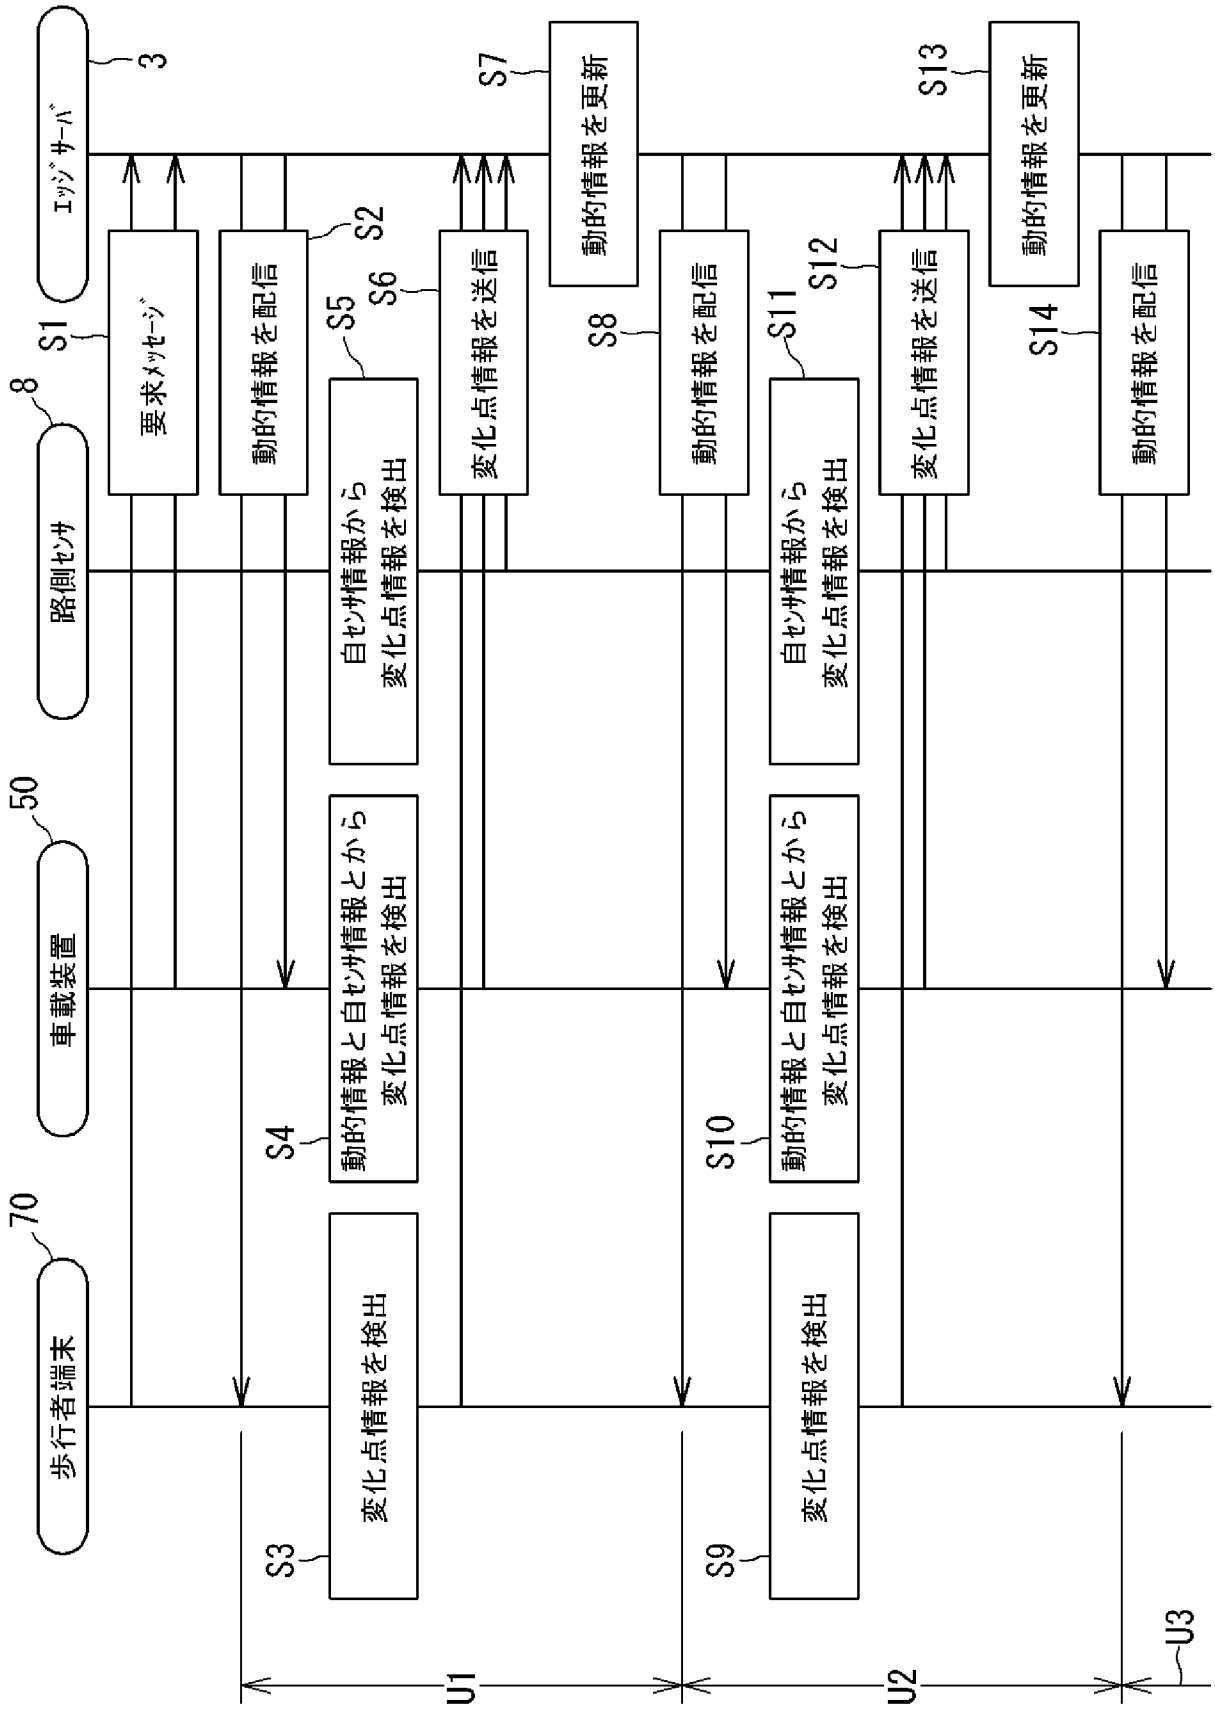 歩行者端末
70
車載装置
50
路側センサ
8
エッジサーバ
3
S1
要求メッセージ
動的情報を配信
S2
S3
変化点情報を検出
S4
動的情報と自センサ情報とから
変化点情報を検出
S5
自センサ情報から
変化点情報を検出
S6
変化点情報を送信
S7
動的情報を更新
U1
S8
動的情報を配信
S9
変化点情報を検出
S10
動的情報と自センサ情報とから
変化点情報を検出
S11
自センサ情報から
変化点情報を検出
S12
変化点情報を送信
S13
動的情報を更新
U2
S14
動的情報を配信
U3